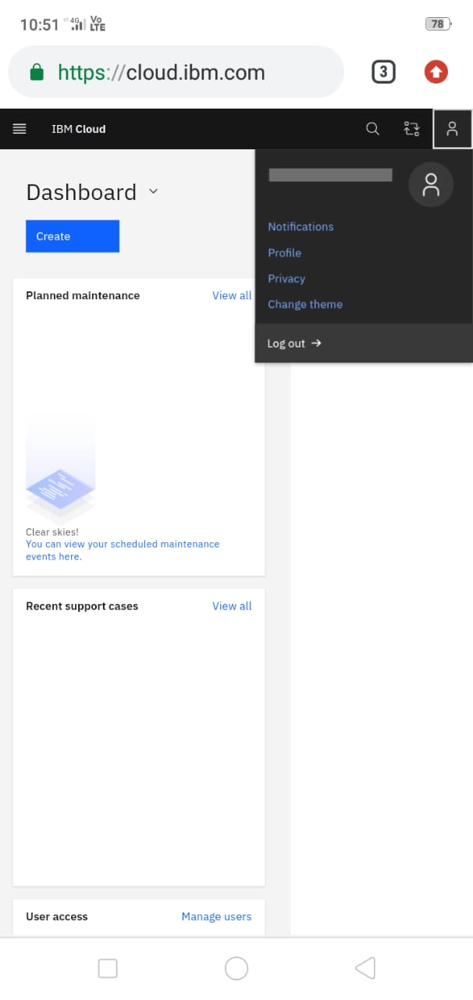 10:51 4G Vo LTE 78
https://cloud.ibm.com 3
IBM Cloud
Dashboard
Create
Notifications
Profile
Privacy
Change theme
Log out →
Planned maintenance View all
Clear skies!
You can view your scheduled maintenance
events here.
Recent support cases View all
User access Manage users